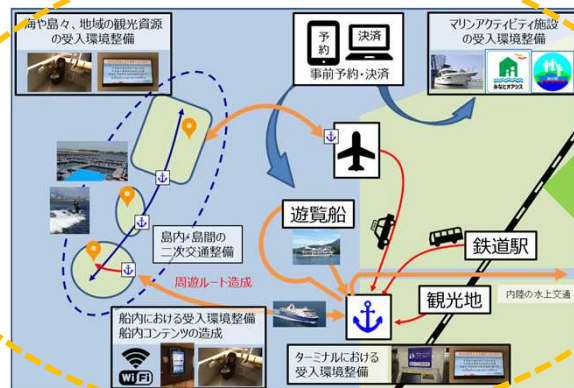 海や島々、地域の観光資源
の受入環境整備
予
約
決済
事前予約・決済
マリンアクティビティ施設
の受入環境整備
みなとオアシス
遊覧船
島内・島間の
二次交通整備
鉄道駅
周遊ルート造成
観光地
内陸の水上交通
船内における受入環境整備
船内コンテンツの造成
WiFi
ターミナルにおける
受入環境整備